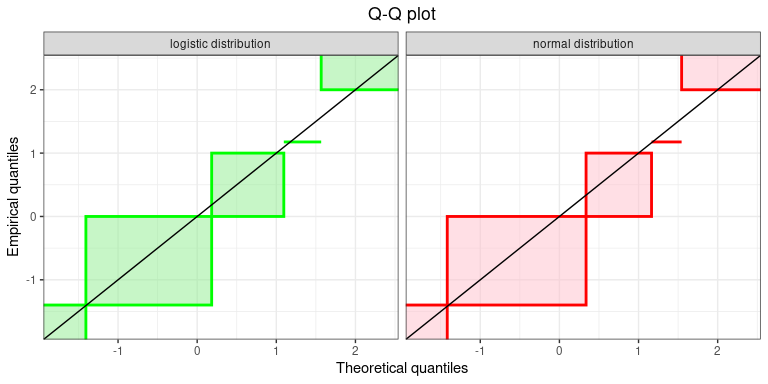 Q-Q plot
logistic distribution
normal distribution
Empirical quantiles
2
1
0
-1
-1 0 1 2
-1 0 1 2
Theoretical quantiles